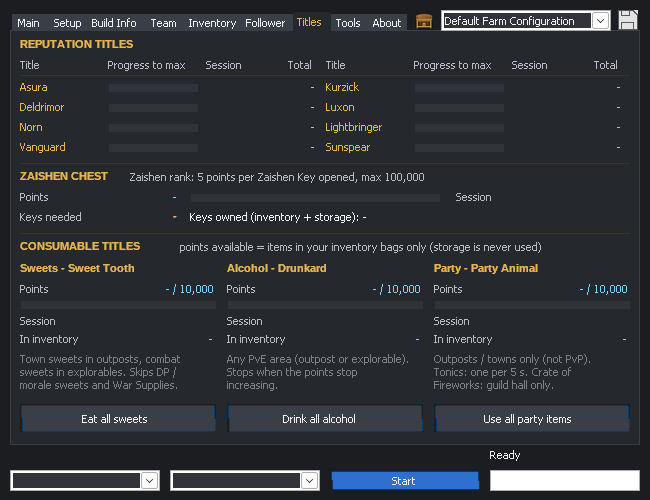 Main Setup Build Info Team Inventory Follower Titles Tools About Default Farm Configuration
REPUTATION TITLES
Title Progress to max Session Total Title Progress to max Session Total
Asura - Kurzick -
Deldrimor - Luxon -
Norn - Lightbringer -
Vanguard - Sunspear -
ZAISHEN CHEST Zaishen rank: 5 points per Zaishen Key opened, max 100,000
Points - Session
Keys needed - Keys owned (inventory + storage): -
CONSUMABLE TITLES points available = items in your inventory bags only (storage is never used)
Sweets - Sweet Tooth Alcohol - Drunkard Party - Party Animal
Points - / 10,000 Points - / 10,000 Points - / 10,000
Session Session Session
In inventory - In inventory - In inventory -
Town sweets in outposts, combat
sweets in explorables. Skips DP /
morale sweets and War Supplies.
Any PvE area (outpost or explorable).
Stops when the points stop
increasing.
Outposts / towns only (not PvP).
Tonics: one per 5 s. Crate of
Fireworks: guild hall only.
Eat all sweets Drink all alcohol Use all party items
Ready
Start